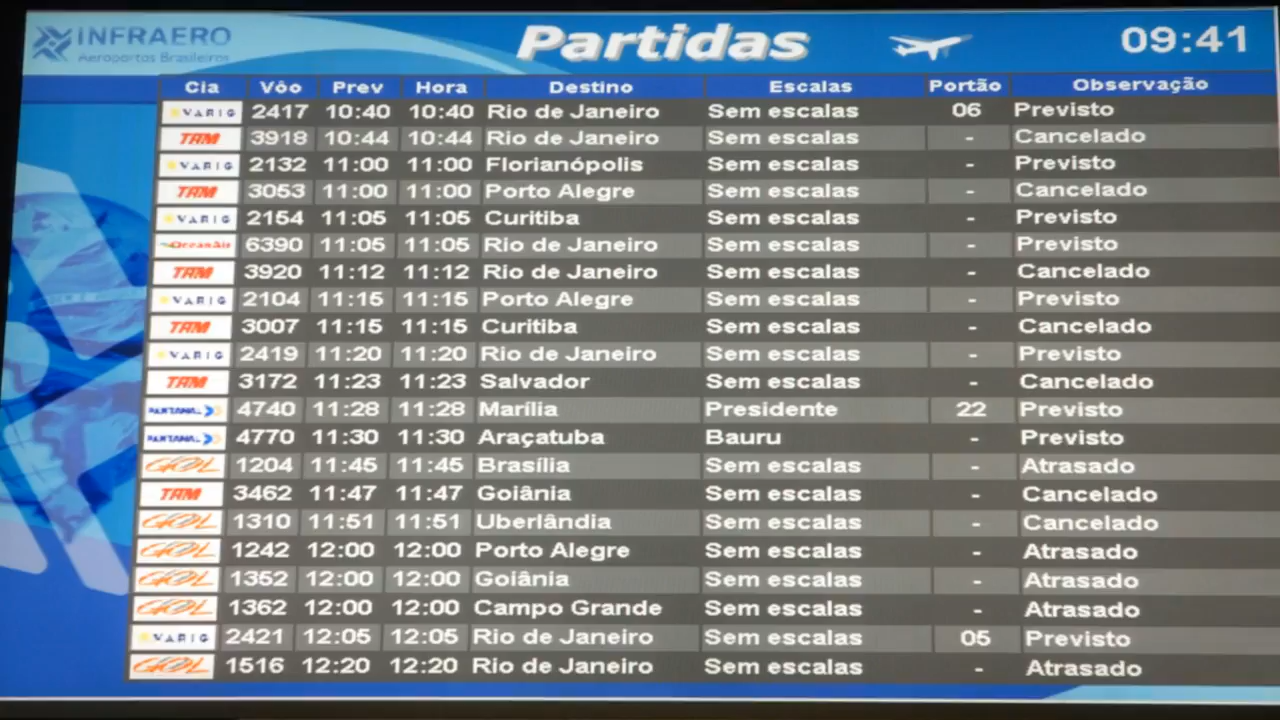 INFRAERO
Aeroportos Brasileiros
Partidas
09:41
Cia Vôo Prev Hora Destino Escalas Portão Observação
VARIG 2417 10:40 10:40 Rio de Janeiro Sem escalas 06 Previsto
TAM 3918 10:44 10:44 Rio de Janeiro Sem escalas - Cancelado
VARIG 2132 11:00 11:00 Florianópolis Sem escalas - Previsto
TAM 3053 11:00 11:00 Porto Alegre Sem escalas - Cancelado
VARIG 2154 11:05 11:05 Curitiba Sem escalas - Previsto
OceanAir 6390 11:05 11:05 Rio de Janeiro Sem escalas - Previsto
TAM 3920 11:12 11:12 Rio de Janeiro Sem escalas - Cancelado
VARIG 2104 11:15 11:15 Porto Alegre Sem escalas - Previsto
TAM 3007 11:15 11:15 Curitiba Sem escalas - Cancelado
VARIG 2419 11:20 11:20 Rio de Janeiro Sem escalas - Previsto
TAM 3172 11:23 11:23 Salvador Sem escalas - Cancelado
PANTANAL 4740 11:28 11:28 Marília Presidente 22 Previsto
PANTANAL 4770 11:30 11:30 Araçatuba Bauru - Previsto
GOL 1204 11:45 11:45 Brasília Sem escalas - Atrasado
TAM 3462 11:47 11:47 Goiânia Sem escalas - Cancelado
GOL 1310 11:51 11:51 Uberlândia Sem escalas - Cancelado
GOL 1242 12:00 12:00 Porto Alegre Sem escalas - Atrasado
GOL 1352 12:00 12:00 Goiânia Sem escalas - Atrasado
GOL 1362 12:00 12:00 Campo Grande Sem escalas - Atrasado
VARIG 2421 12:05 12:05 Rio de Janeiro Sem escalas 05 Previsto
GOL 1516 12:20 12:20 Rio de Janeiro Sem escalas - Atrasado